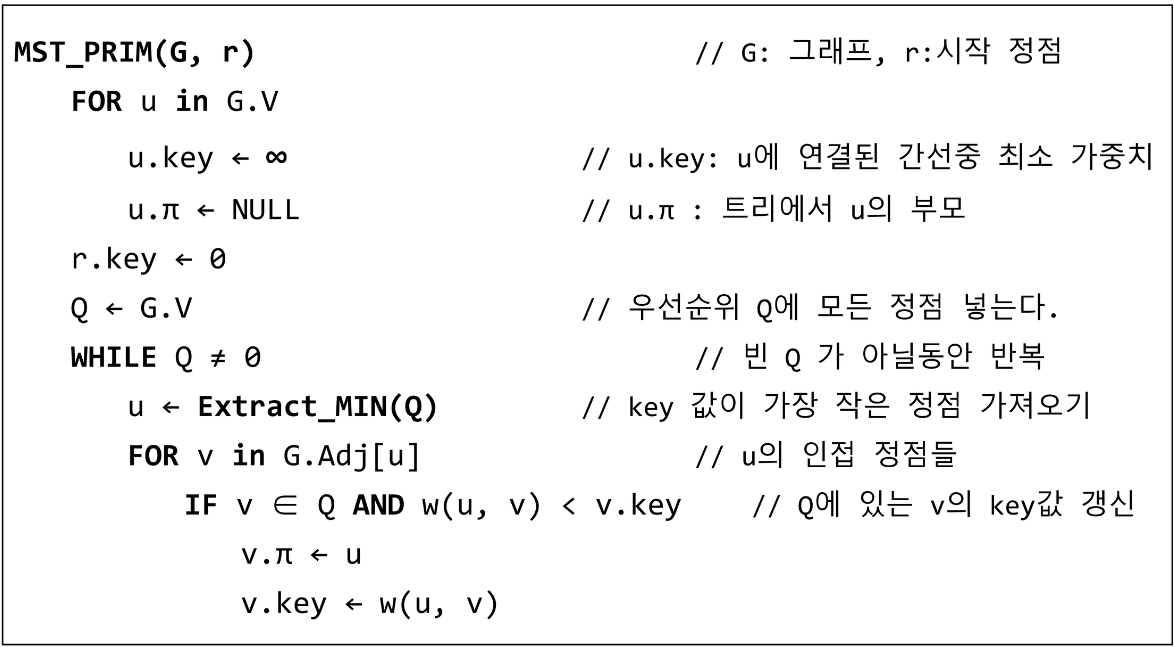 MST_PRIM(G, r) // G: 그래프, r:시작 정점
FOR u in G.V
u.key ← ∞ // u.key: u에 연결된 간선중 최소 가중치
u.π ← NULL // u.π : 트리에서 u의 부모
r.key ← 0
Q ← G.V // 우선순위 Q에 모든 정점 넣는다.
WHILE Q ≠ 0 // 빈 Q 가 아닐동안 반복
u ← Extract_MIN(Q) // key 값이 가장 작은 정점 가져오기
FOR v in G.Adj[u] // u의 인접 정점들
IF v ∈ Q AND w(u, v) < v.key // Q에 있는 v의 key값 갱신
v.π ← u
v.key ← w(u, v)